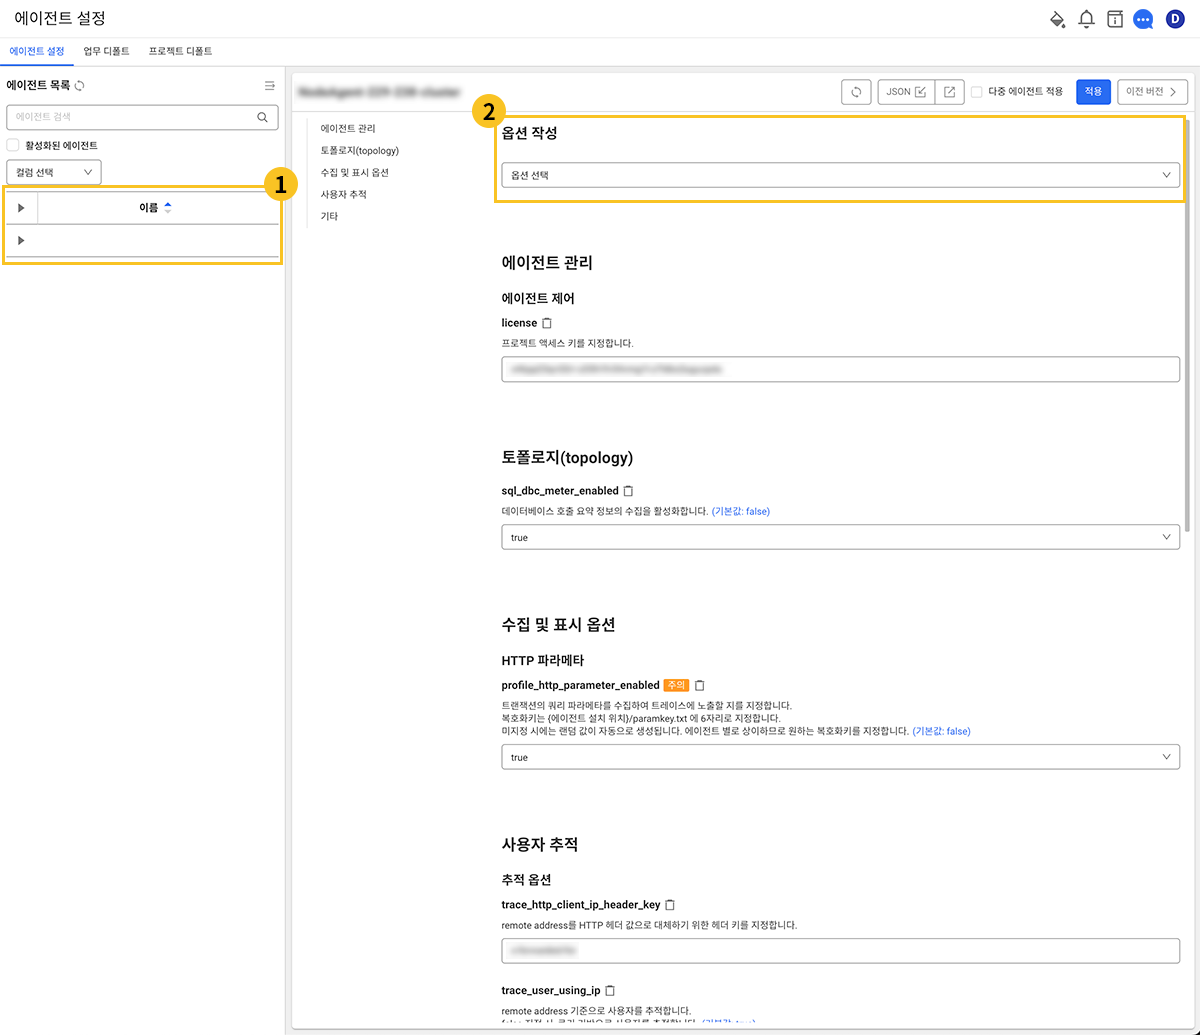 에이전트 설정
D
에이전트 설정 업무 디폴트 프로젝트 디폴트
에이전트 목록
에이전트 검색
활성화된 에이전트
컬럼 선택
1
이름
JSON
다중 에이전트 적용
적용
이전 버전
에이전트 관리
토폴로지(topology)
수집 및 표시 옵션
사용자 추적
기타
2
옵션 작성
옵션 선택
에이전트 관리
에이전트 제어
license
프로젝트 액세스 키를 지정합니다.
토폴로지(topology)
sql_dbc_meter_enabled
데이터베이스 호출 요약 정보의 수집을 활성화합니다. (기본값: false)
true
수집 및 표시 옵션
HTTP 파라메타
profile_http_parameter_enabled 주의
트랜잭션의 쿼리 파라메타를 수집하여 트레이스에 노출할 지를 지정합니다.
복호화키는 {에이전트 설치 위치}/paramkey.txt 에 6자리로 지정합니다.
미지정 시에는 랜덤 값이 자동으로 생성됩니다. 에이전트 별로 상이하므로 원하는 복호화키를 지정합니다. (기본값: false)
true
사용자 추적
추적 옵션
trace_http_client_ip_header_key
remote address를 HTTP 헤더 값으로 대체하기 위한 헤더 키를 지정합니다.
trace_user_using_ip
remote address 기준으로 사용자를 추적합니다.